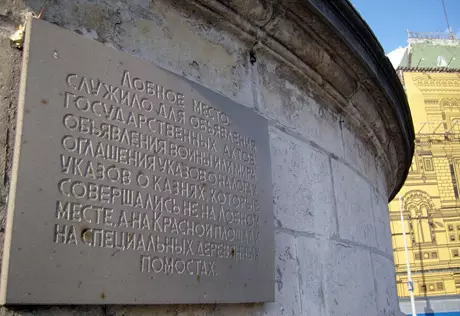 Лобное место
служило для объявления
государственных актов
объявления войны и мира
оглашения указов о налогах
указов о казнях, которые
совершались не на Лобном
месте, а на Красной площади
на специальных деревянных
помостах.